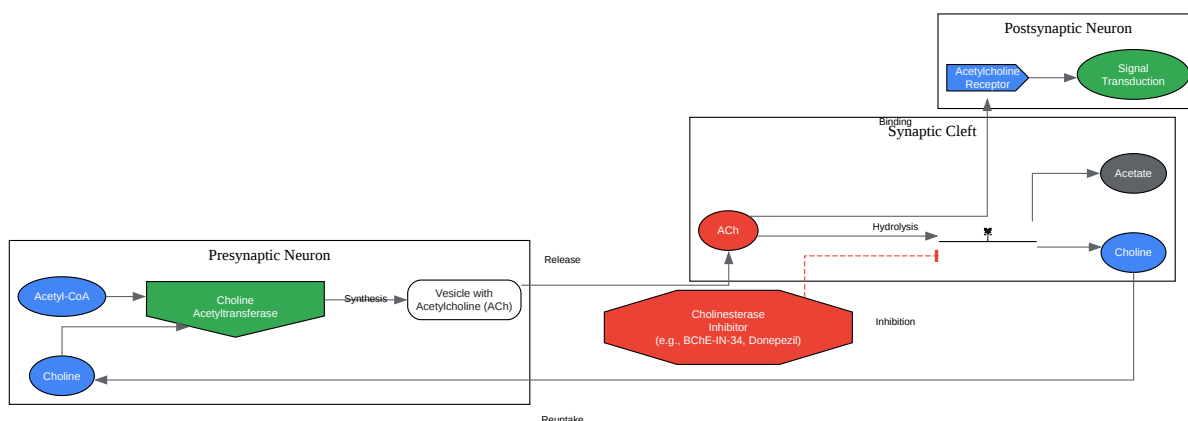 Postsynaptic Neuron
Acetylcholine
Receptor
Signal
Transduction
Binding
Synaptic Cleft
Acetate
ACh
Hydrolysis
Choline
Presynaptic Neuron
Release
Acetyl-CoA
Choline
Acetyltransferase
Synthesis
Vesicle with
Acetylcholine (ACh)
Cholinesterase
Inhibitor
(e.g., BChE-IN-34, Donepezil)
Inhibition
Choline
Reuptake